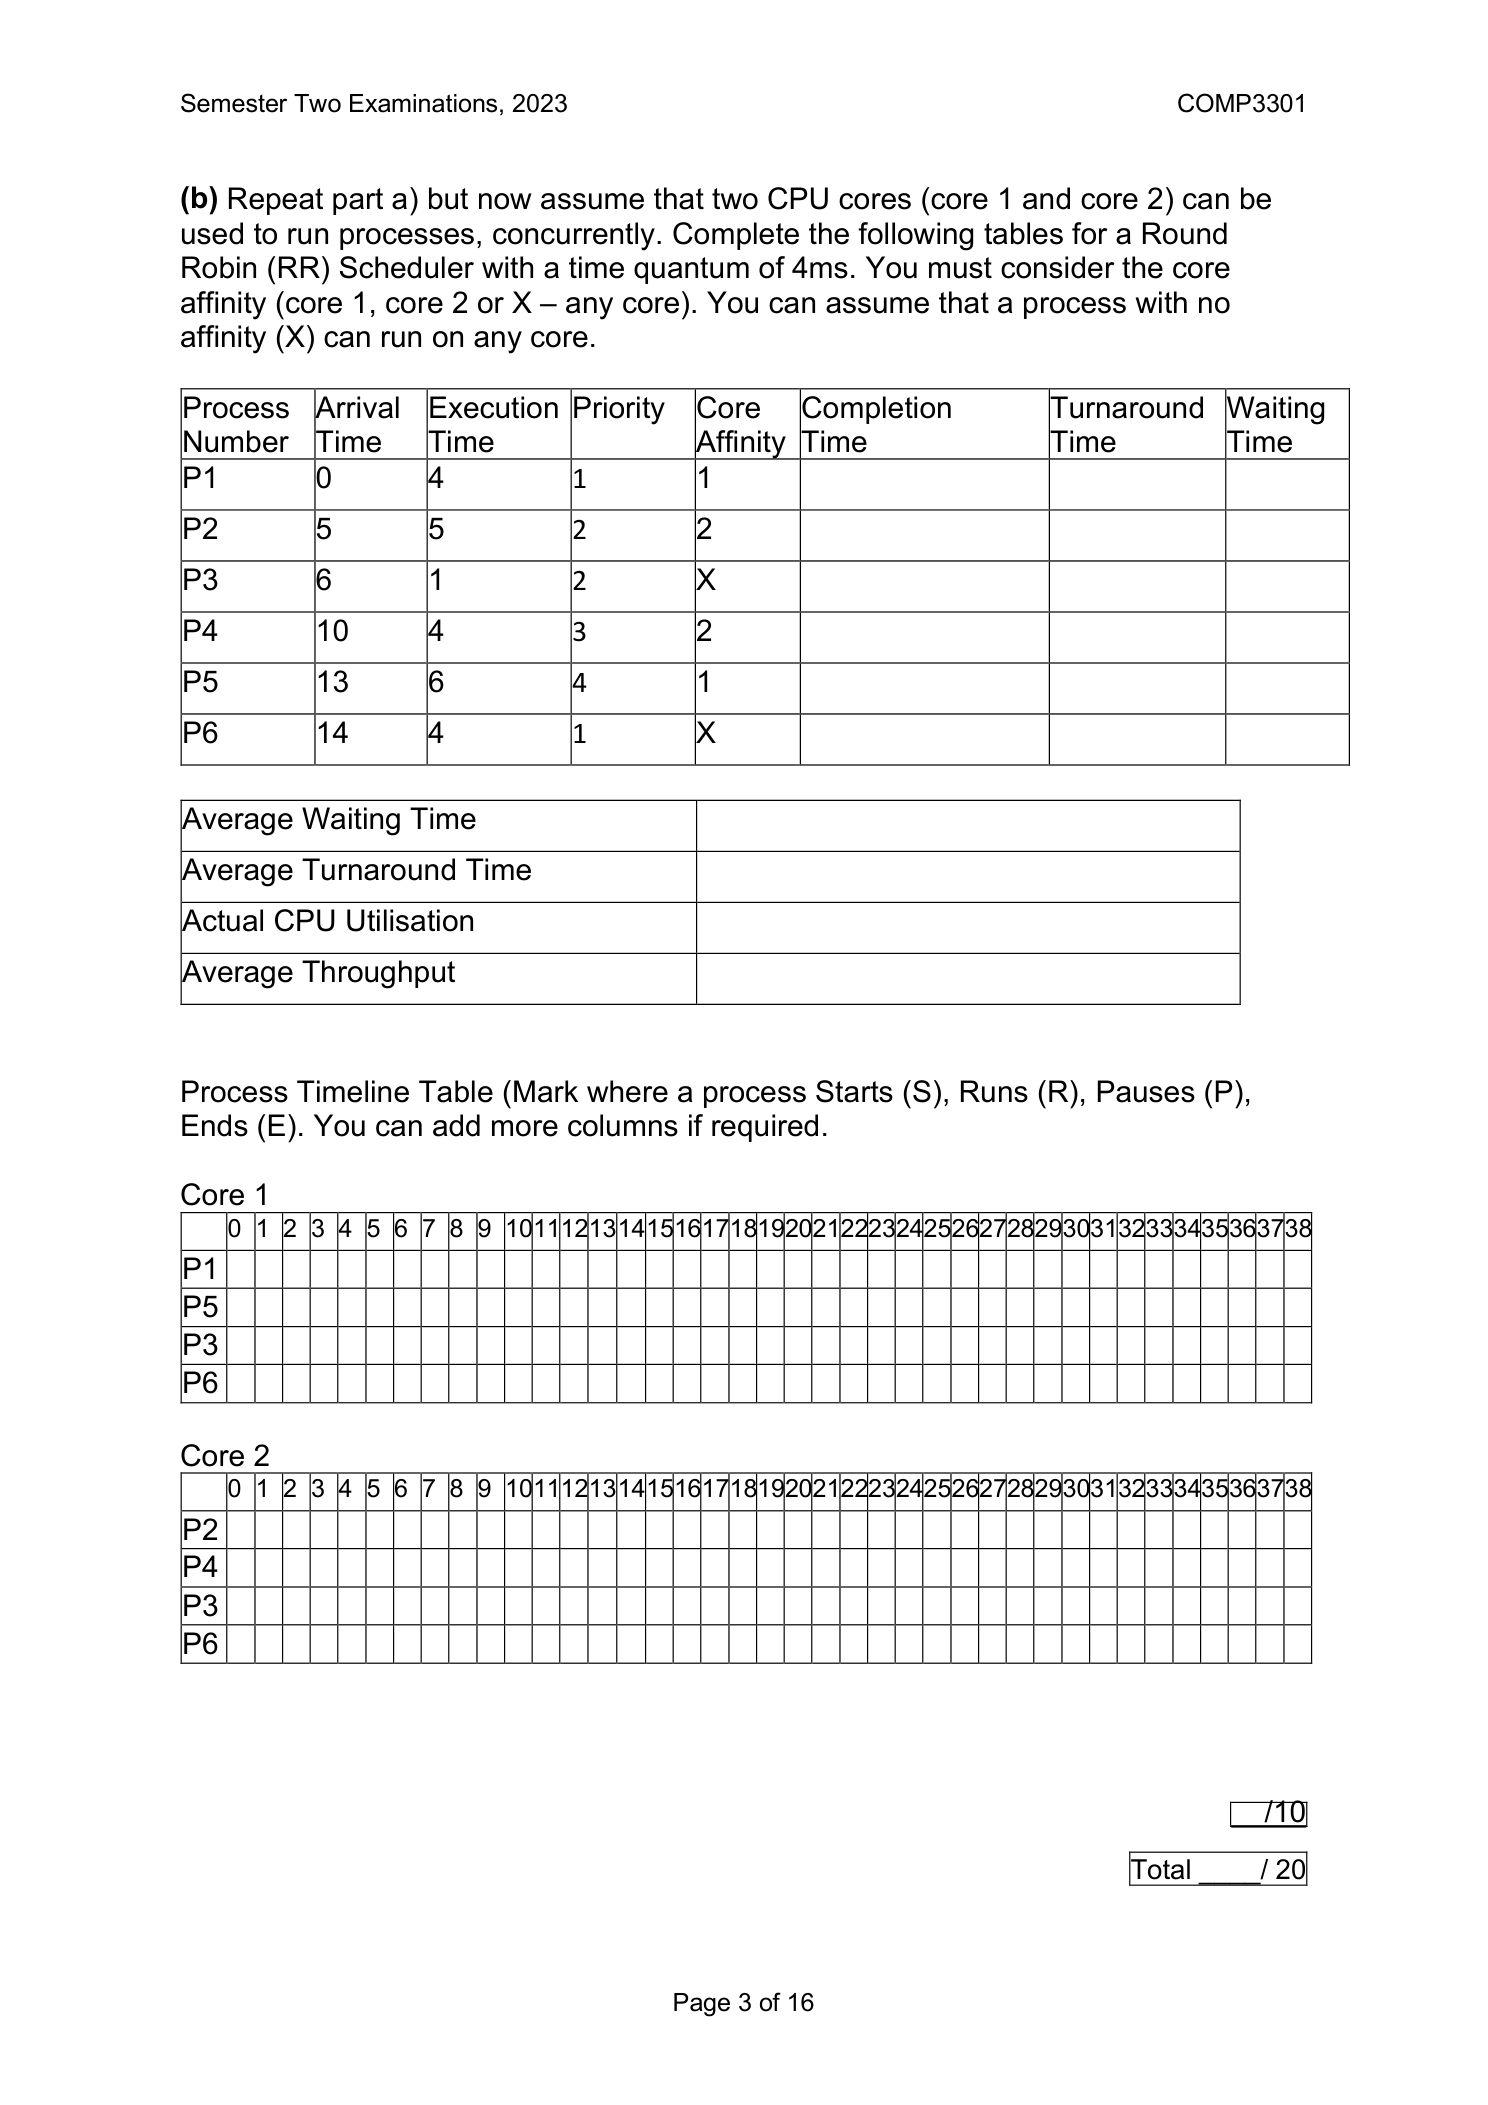 Semester Two Examinations, 2023 COMP3301
(b) Repeat part a) but now assume that two CPU cores (core 1 and core 2) can be
used to run processes, concurrently. Complete the following tables for a Round
Robin (RR) Scheduler with a time quantum of 4ms. You must consider the core
affinity (core 1, core 2 or X – any core). You can assume that a process with no
affinity (X) can run on any core.
Process Arrival Execution Priority Core Completion Turnaround Waiting
Number Time Time Affinity Time Time Time
P1 0 4 1 1
P2 5 5 2 2
P3 6 1 2 X
P4 10 4 3 2
P5 13 6 4 1
P6 14 4 1 X
Average Waiting Time
Average Turnaround Time
Actual CPU Utilisation
Average Throughput
Process Timeline Table (Mark where a process Starts (S), Runs (R), Pauses (P),
Ends (E). You can add more columns if required.
Core 1
0 1 2 3 4 5 6 7 8 9 10 11 12 13 14 15 16 17 18 19 20 21 22 23 24 25 26 27 28 29 30 31 32 33 34 35 36 37 38
P1
P5
P3
P6
Core 2
0 1 2 3 4 5 6 7 8 9 10 11 12 13 14 15 16 17 18 19 20 21 22 23 24 25 26 27 28 29 30 31 32 33 34 35 36 37 38
P2
P4
P3
P6
__/10
Total ____/ 20
Page 3 of 16